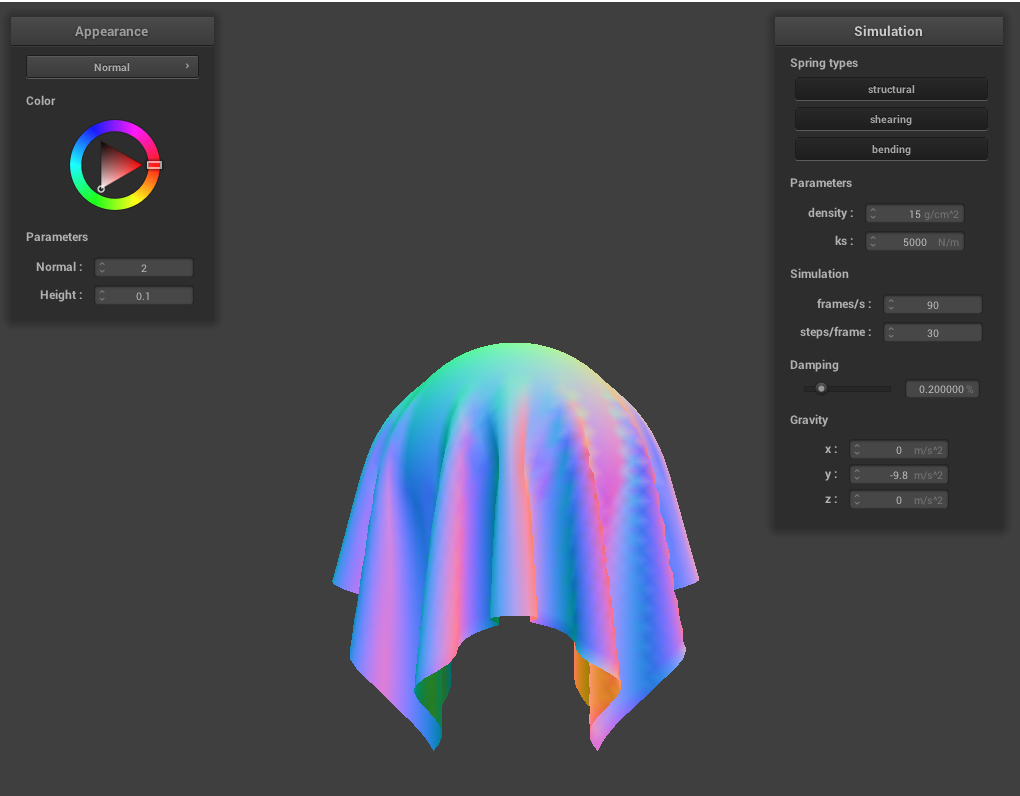 Appearance
Normal
Color
Parameters
Normal : 2
Height : 0.1
Simulation
Spring types
structural
shearing
bending
Parameters
density : 15 g/cm^2
ks : 5000 N/m
Simulation
frames/s : 90
steps/frame : 30
Damping
0.200000 %
Gravity
x : 0 m/s^2
y : -9.8 m/s^2
z : 0 m/s^2